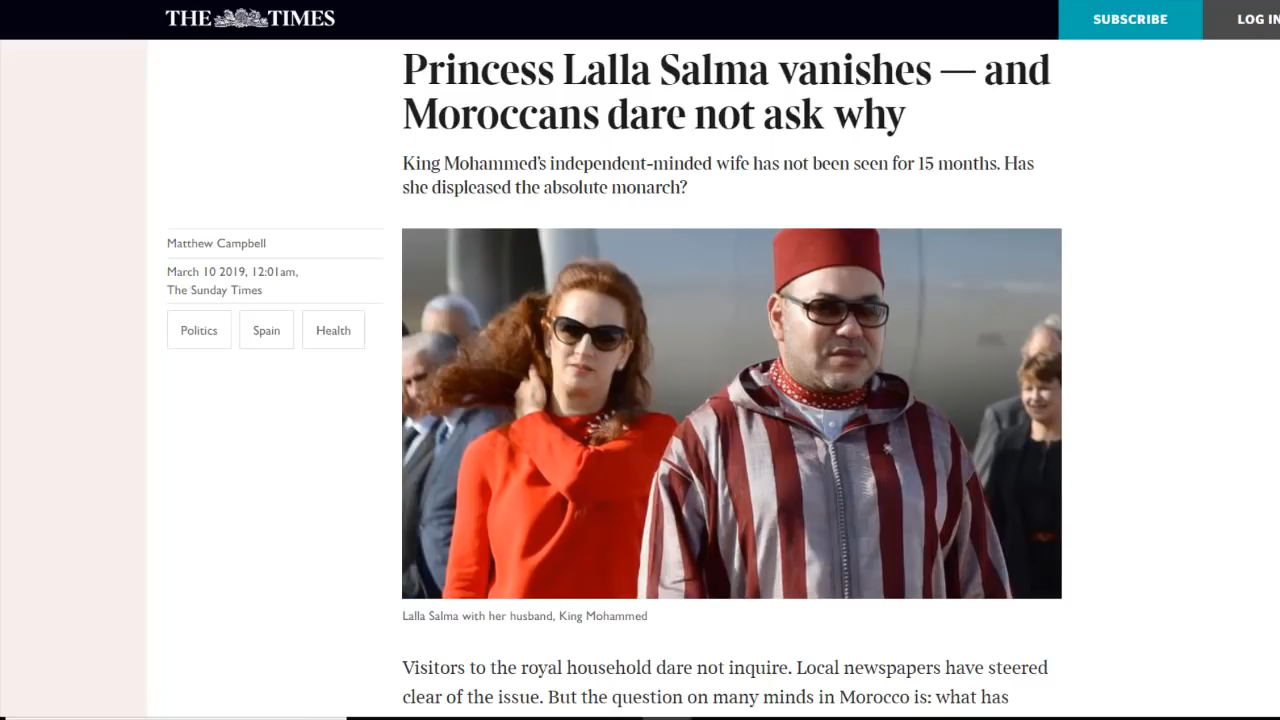 THE TIMES
SUBSCRIBE
LOG IN
Princess Lalla Salma vanishes — and
Moroccans dare not ask why
King Mohammed's independent-minded wife has not been seen for 15 months. Has
she displeased the absolute monarch?
Matthew Campbell
March 10 2019, 12:01am,
The Sunday Times
Politics
Spain
Health
Lalla Salma with her husband, King Mohammed
Visitors to the royal household dare not inquire. Local newspapers have steered
clear of the issue. But the question on many minds in Morocco is: what has